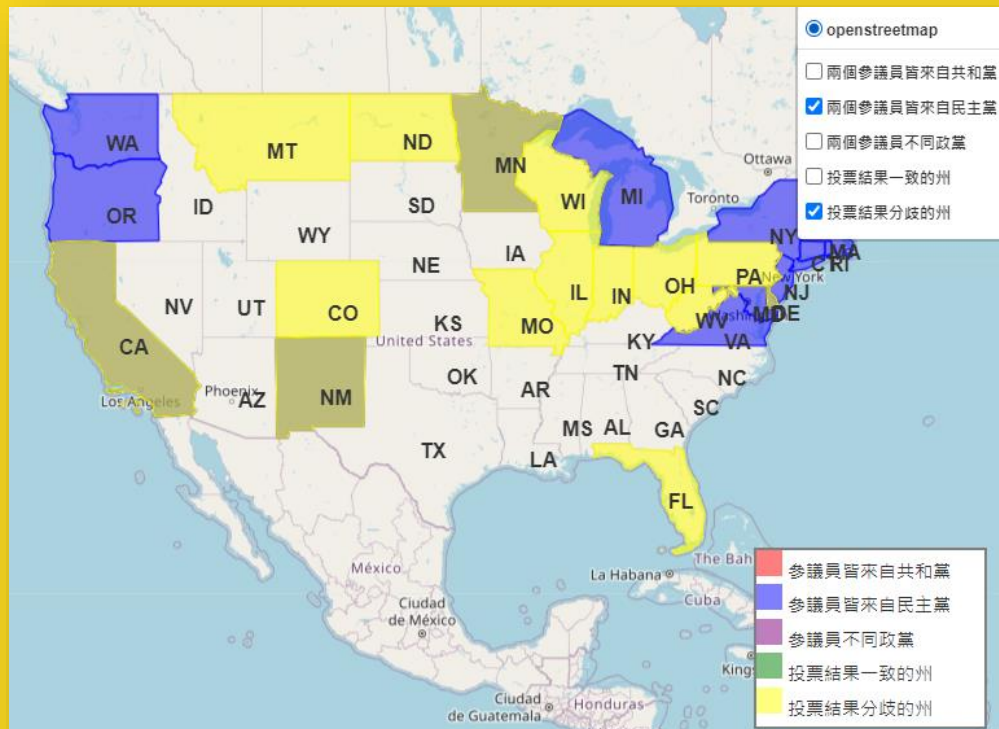 openstreetmap
兩個參議員皆來自共和黨
兩個參議員皆來自民主黨
兩個參議員不同政黨
投票結果一致的州
投票結果分歧的州
WA
MT
ND
MN
Ottawa
OR
ID
SD
WI
MI
Toronto
WY
NY
MA
IA
C RI
NE
PA
New York
NV
UT
CO
IL
IN
OH
NJ
KS
MO
WV
MD
DE
CA
United States
KY
VA
OK
TN
NC
Los Angeles
Phoenix
AZ
NM
AR
SC
MS
AL
GA
TX
LA
FL
The Bah
México
La Habana
Cuba
Ciudad
de México
Kings
Ciudad
de Guatemala
Honduras
參議員皆來自共和黨
參議員皆來自民主黨
參議員不同政黨
投票結果一致的州
投票結果分歧的州